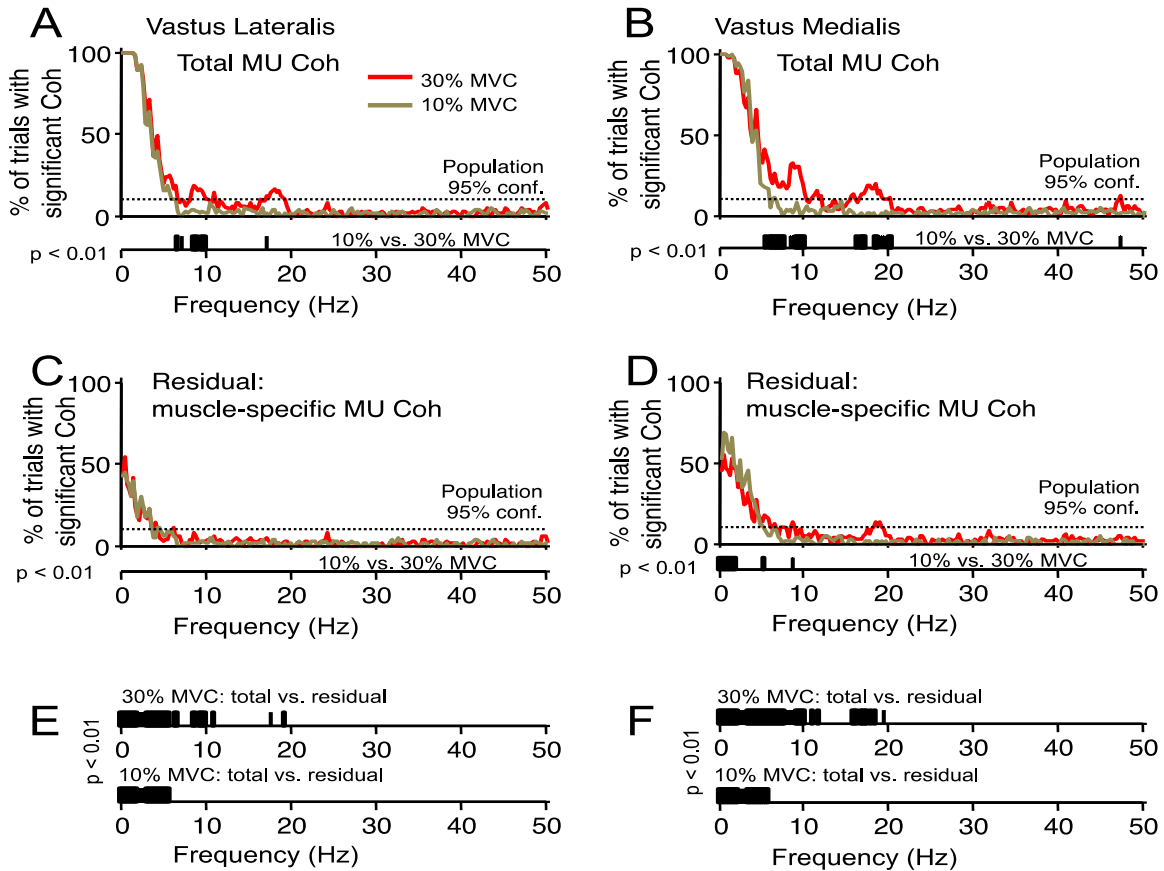 A
Vastus Lateralis
Total MU Coh
% of trials with
significant Coh
100
50
0
30% MVC
10% MVC
Population
95% conf.
p < 0.01
10% vs. 30% MVC
0 10 20 30 40 50
Frequency (Hz)
B
Vastus Medialis
Total MU Coh
% of trials with
significant Coh
100
50
0
Population
95% conf.
p < 0.01
10% vs. 30% MVC
0 10 20 30 40 50
Frequency (Hz)
C
Residual:
muscle-specific MU Coh
% of trials with
significant Coh
100
50
0
Population
95% conf.
p < 0.01
10% vs. 30% MVC
0 10 20 30 40 50
Frequency (Hz)
D
Residual:
muscle-specific MU Coh
% of trials with
significant Coh
100
50
0
Population
95% conf.
p < 0.01
10% vs. 30% MVC
0 10 20 30 40 50
Frequency (Hz)
E
p < 0.01
30% MVC: total vs. residual
10% MVC: total vs. residual
0 10 20 30 40 50
Frequency (Hz)
F
p < 0.01
30% MVC: total vs. residual
10% MVC: total vs. residual
0 10 20 30 40 50
Frequency (Hz)